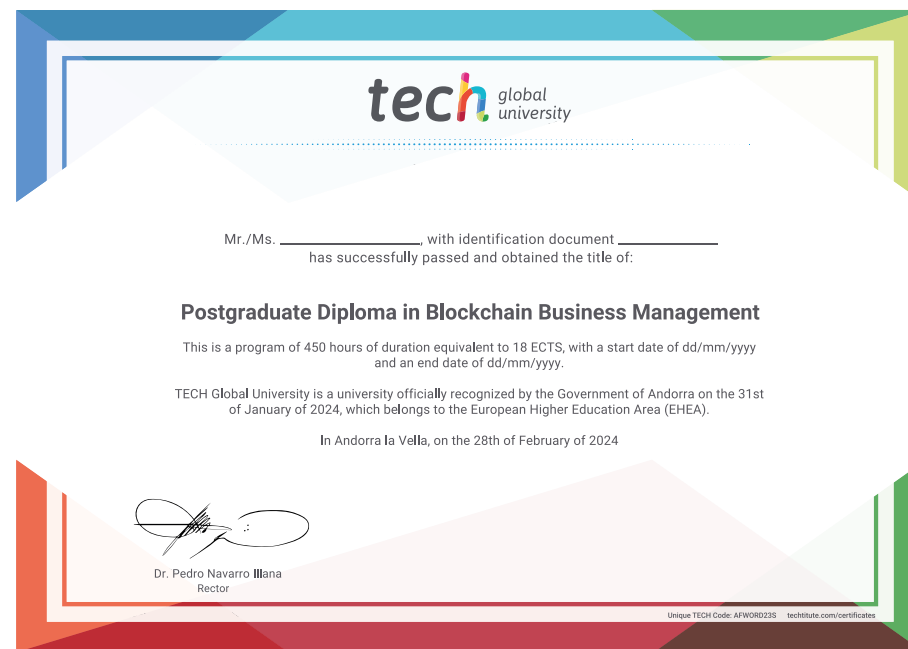 tech global university
Mr./Ms. ____________________, with identification document ______________
has successfully passed and obtained the title of:
Postgraduate Diploma in Blockchain Business Management
This is a program of 450 hours of duration equivalent to 18 ECTS, with a start date of dd/mm/yyyy
and an end date of dd/mm/yyyy.
TECH Global University is a university officially recognized by the Government of Andorra on the 31st
of January of 2024, which belongs to the European Higher Education Area (EHEA).
In Andorra la Vella, on the 28th of February of 2024
Dr. Pedro Navarro Illana
Rector
Unique TECH Code: AFWORD23S techtitute.com/certificates